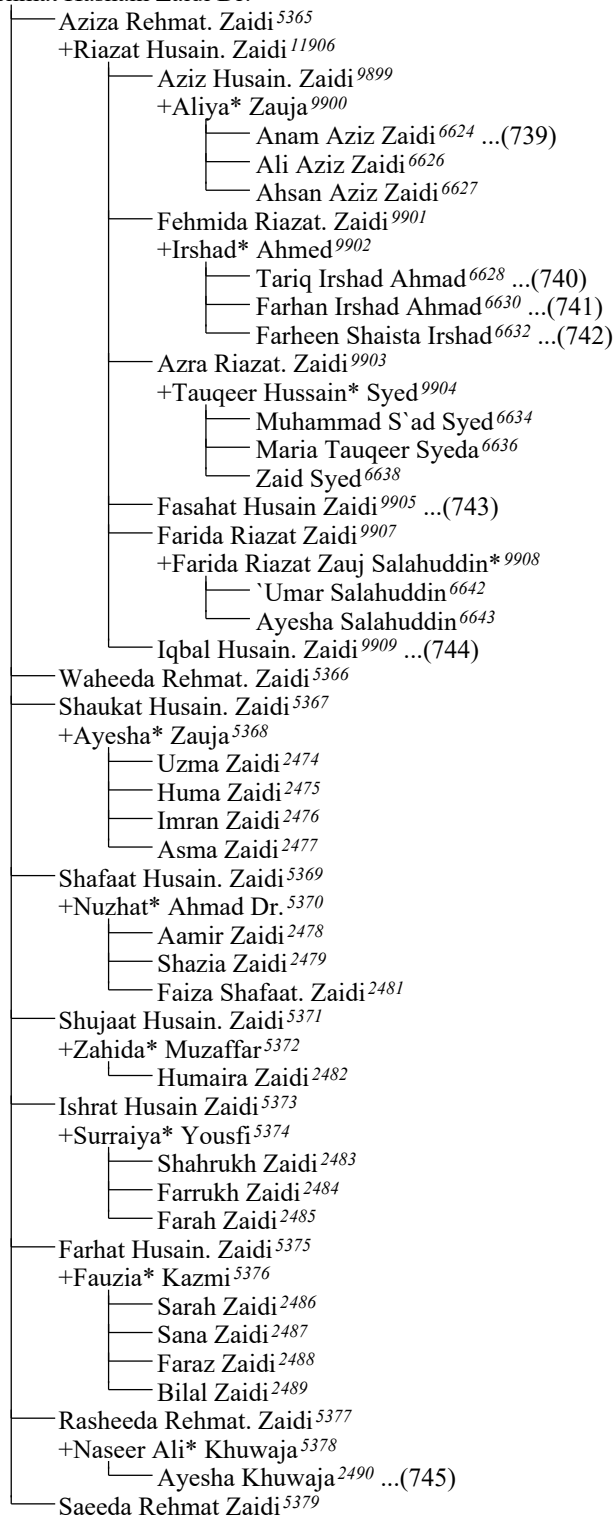 Aziza Rehmat. Zaidi 5365
+Riazat Husain. Zaidi 11906
Aziz Husain. Zaidi 9899
+Aliya* Zauja 9900
Anam Aziz Zaidi 6624 ...(739)
Ali Aziz Zaidi 6626
Ahsan Aziz Zaidi 6627
Fehmida Riazat. Zaidi 9901
+Irshad* Ahmed 9902
Tariq Irshad Ahmad 6628 ...(740)
Farhan Irshad Ahmad 6630 ...(741)
Farheen Shaista Irshad 6632 ...(742)
Azra Riazat. Zaidi 9903
+Tauqeer Hussain* Syed 9904
Muhammad S`ad Syed 6634
Maria Tauqeer Syeda 6636
Zaid Syed 6638
Fasahat Husain Zaidi 9905 ...(743)
Farida Riazat Zaidi 9907
+Farida Riazat Zauj Salahuddin* 9908
`Umar Salahuddin 6642
Ayesha Salahuddin 6643
Iqbal Husain. Zaidi 9909 ...(744)
Waheeda Rehmat. Zaidi 5366
Shaukat Husain. Zaidi 5367
+Ayesha* Zauja 5368
Uzma Zaidi 2474
Huma Zaidi 2475
Imran Zaidi 2476
Asma Zaidi 2477
Shafaat Husain. Zaidi 5369
+Nuzhat* Ahmad Dr. 5370
Aamir Zaidi 2478
Shazia Zaidi 2479
Faiza Shafaat. Zaidi 2481
Shujaat Husain. Zaidi 5371
+Zahida* Muzaffar 5372
Humaira Zaidi 2482
Ishrat Husain Zaidi 5373
+Surraiya* Yousfi 5374
Shahrukh Zaidi 2483
Farrukh Zaidi 2484
Farah Zaidi 2485
Farhat Husain. Zaidi 5375
+Fauzia* Kazmi 5376
Sarah Zaidi 2486
Sana Zaidi 2487
Faraz Zaidi 2488
Bilal Zaidi 2489
Rasheeda Rehmat. Zaidi 5377
+Naseer Ali* Khuwaja 5378
Ayesha Khuwaja 2490 ...(745)
Saeeda Rehmat Zaidi 5379